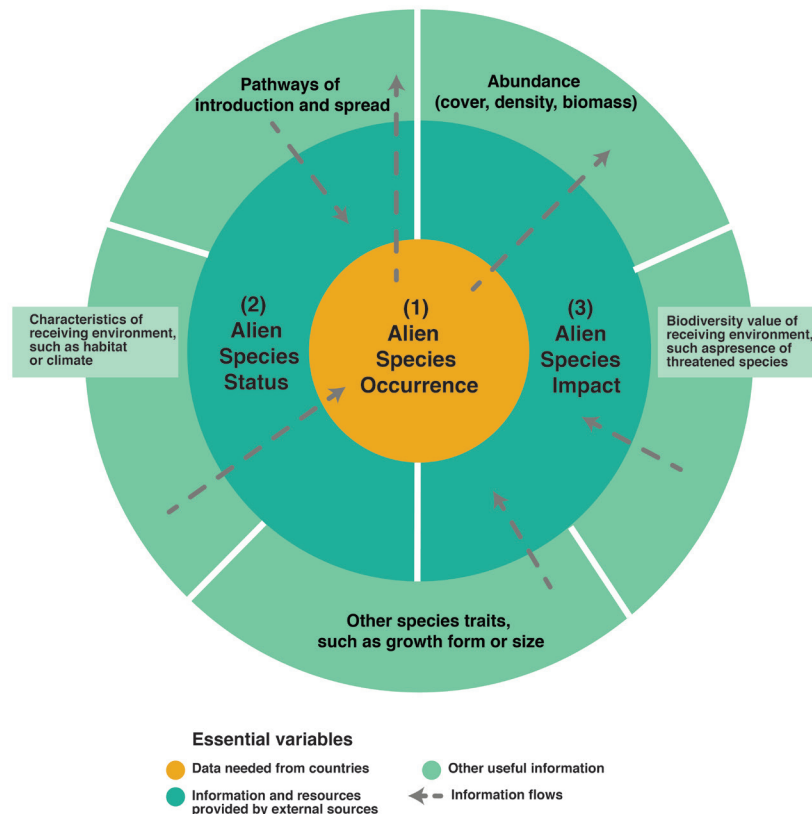 Pathways of
introduction and spread
Abundance
(cover, density, biomass)
Characteristics of
receiving environment,
such as habitat
or climate
(2)
Alien
Species
Status
(1)
Alien
Species
Occurrence
(3)
Alien
Species
Impact
Biodiversity value of
receiving environment,
such aspresence of
threatened species
Other species traits,
such as growth form or size
Essential variables
Data needed from countries
Information and resources
provided by external sources
Other useful information
Information flows